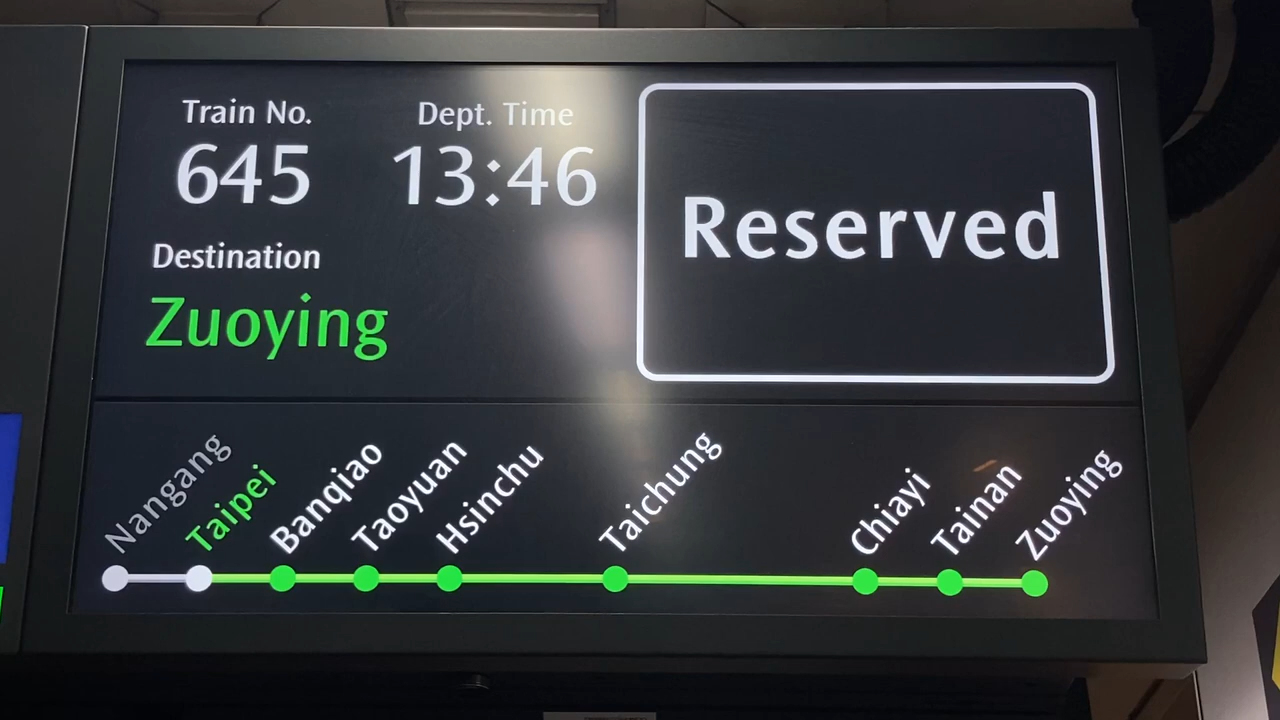 Train No.
Dept. Time
645
13:46
Reserved
Destination
Zuoying
Nangang
Taipei
Banqiao
Taoyuan
Hsinchu
Taichung
Chiayi
Tainan
Zuoying